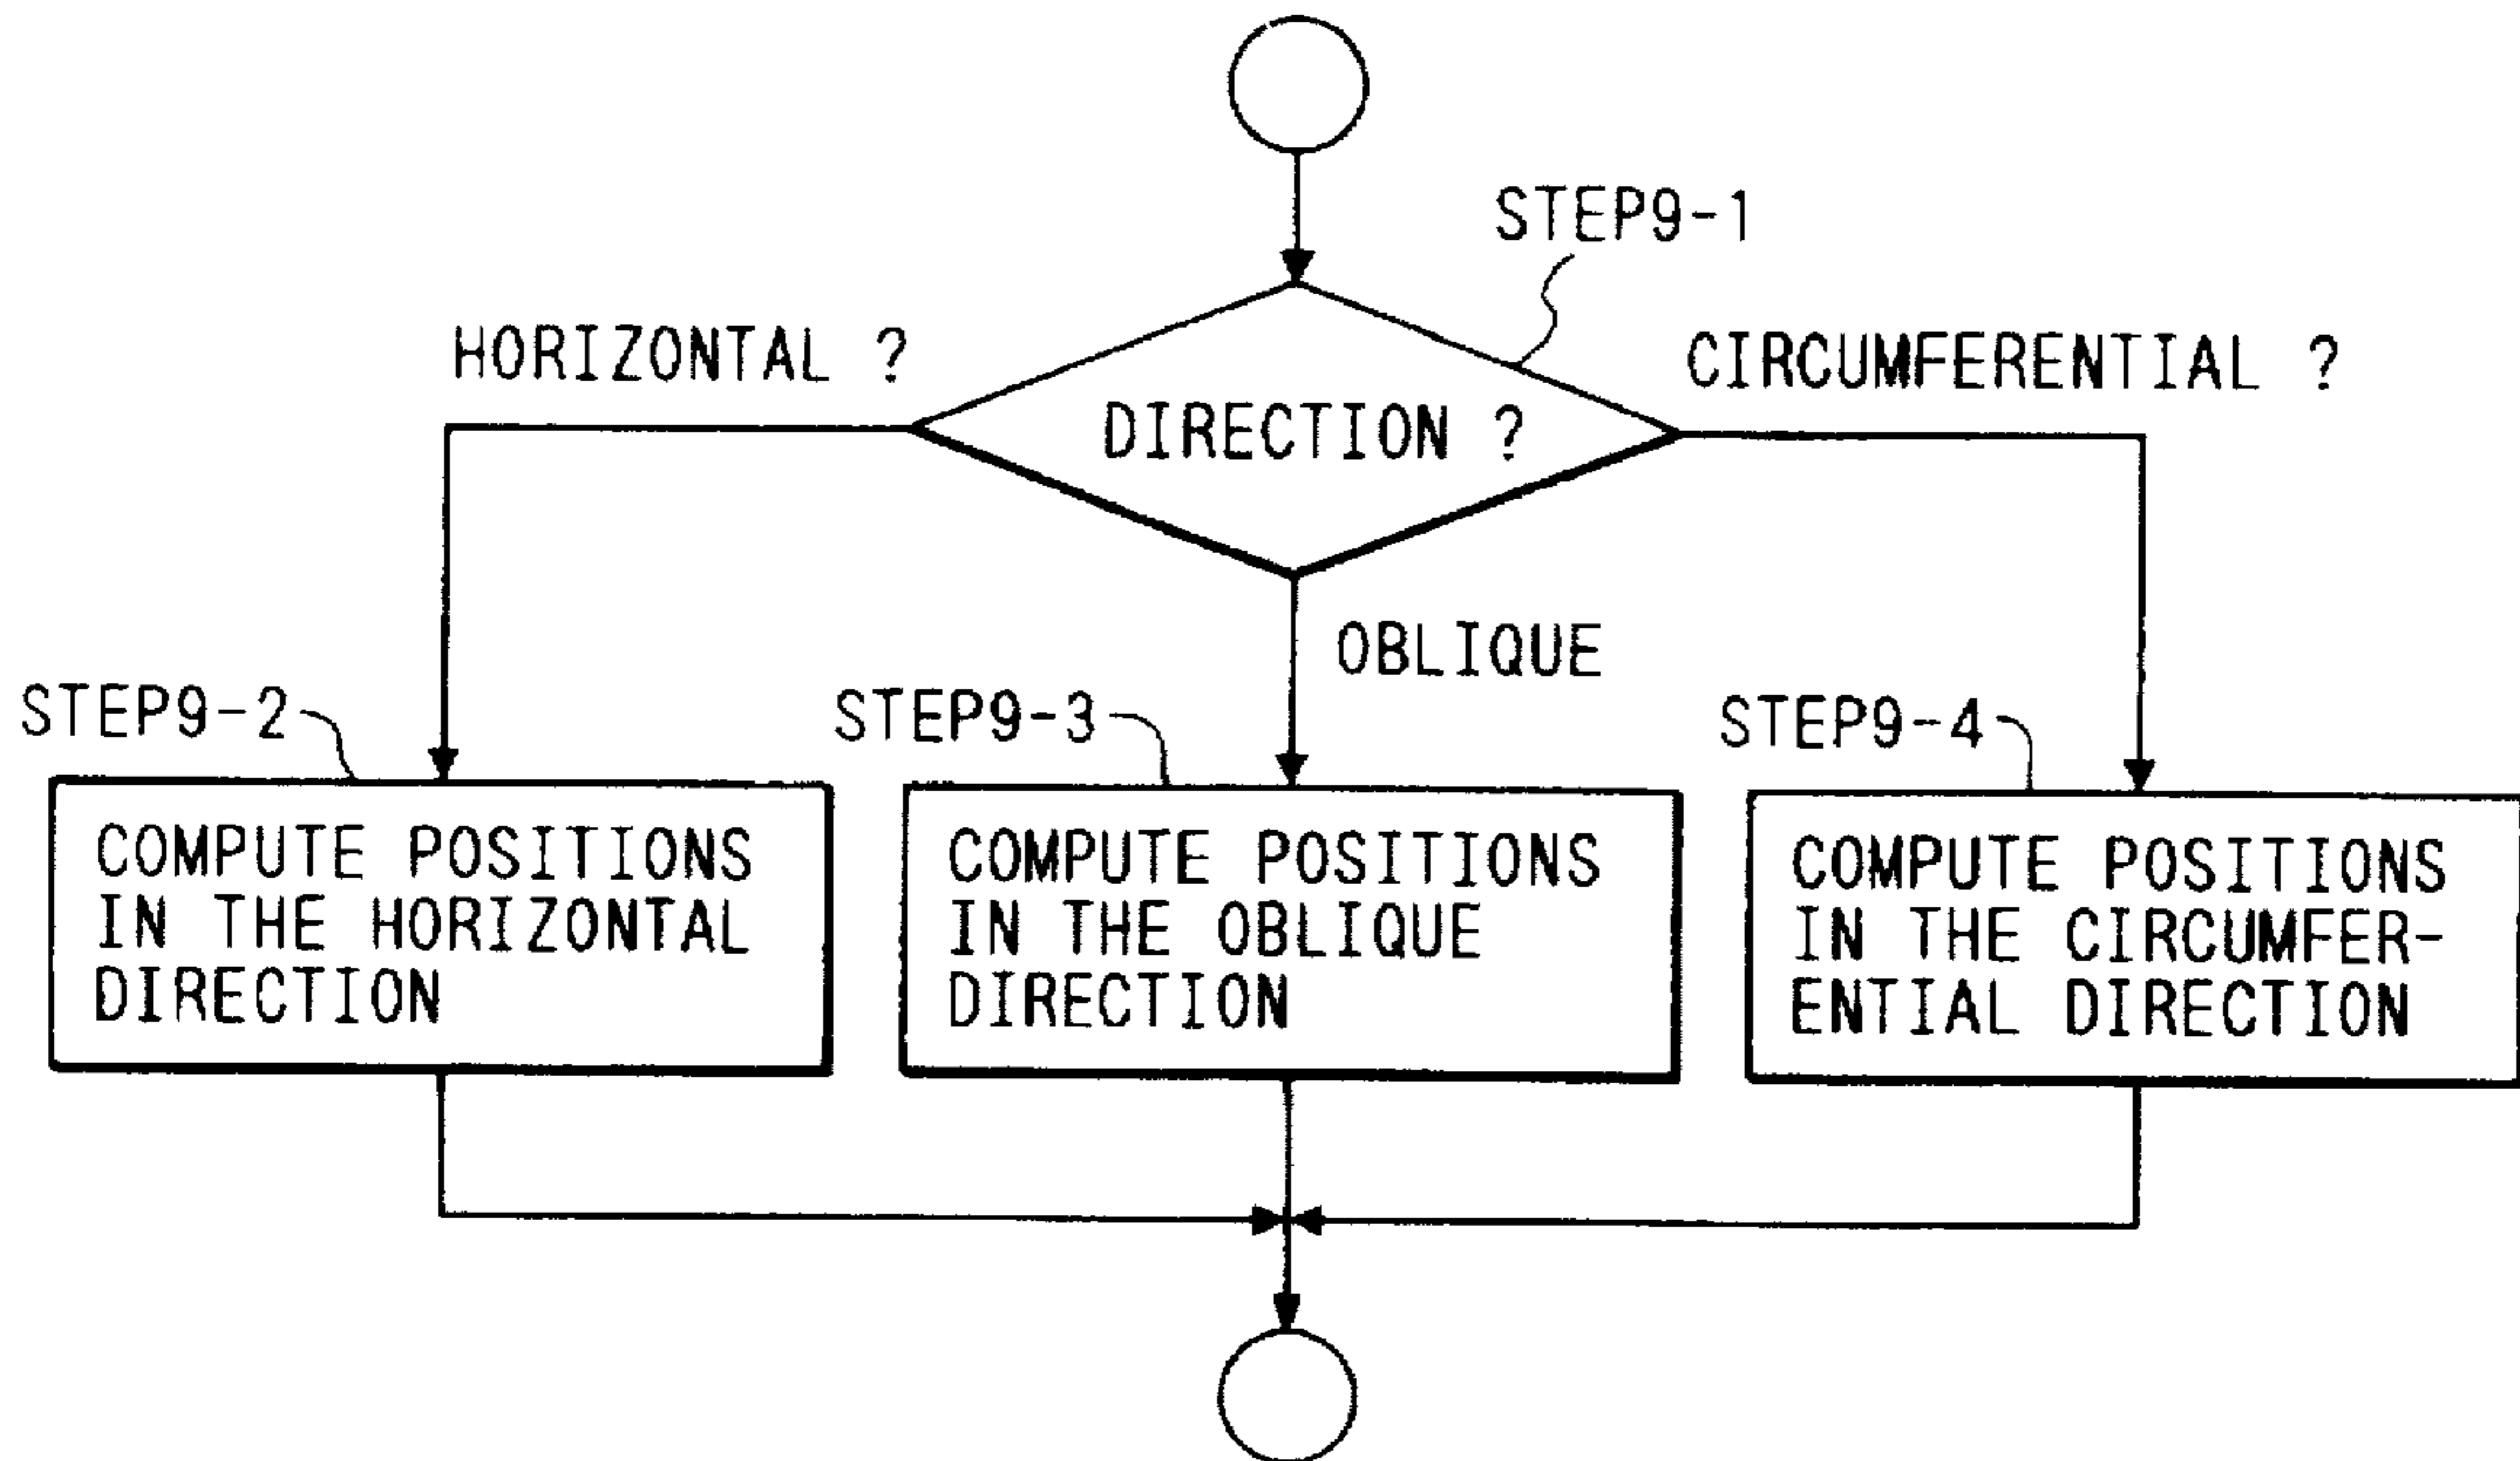 STEP9-1
HORIZONTAL ?
CIRCUMFERENTIAL ?
DIRECTION ?
OBLIQUE
STEP9-2
STEP9-3
STEP9-4
COMPUTE POSITIONS
IN THE HORIZONTAL
DIRECTION
COMPUTE POSITIONS
IN THE OBLIQUE
DIRECTION
COMPUTE POSITIONS
IN THE CIRCUMFER-
ENTIAL DIRECTION